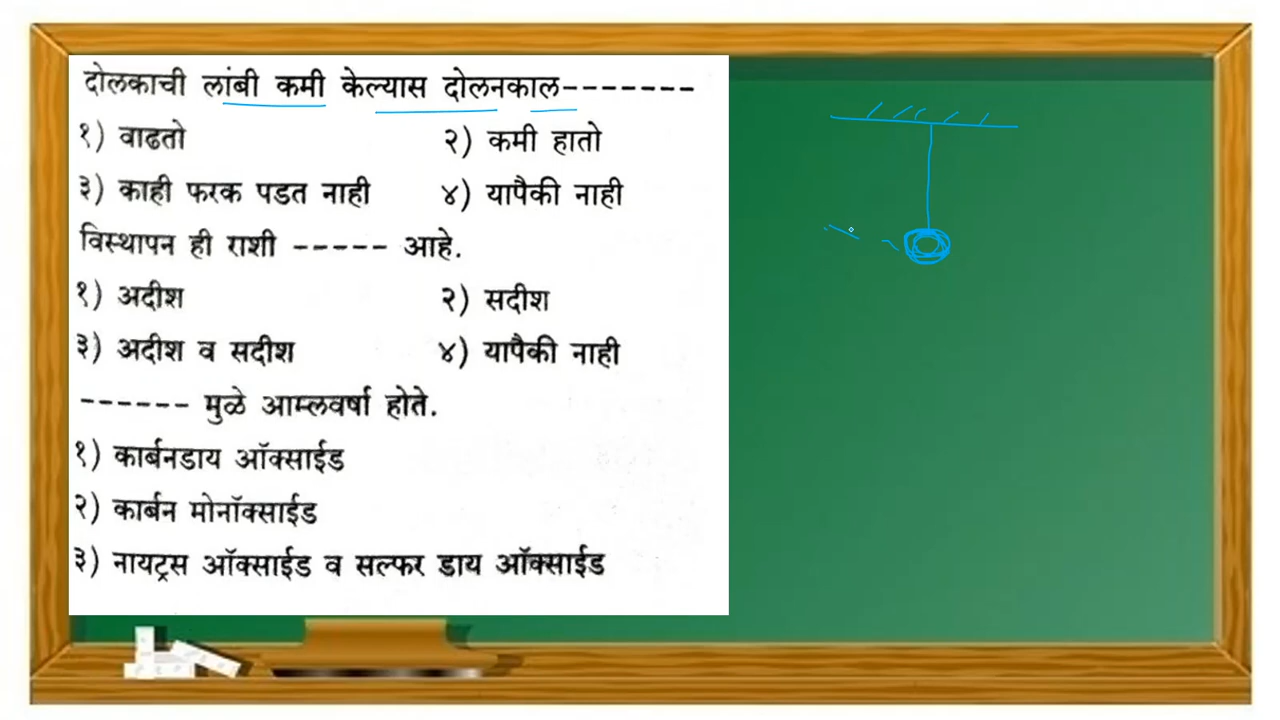 दोलकाची लांबी कमी केल्यास दोलनकाल-------
१) वाढतो २) कमी हातो
३) काही फरक पडत नाही ४) यापैकी नाही
विस्थापन ही राशी ----- आहे.
१) अदीश २) सदीश
३) अदीश व सदीश ४) यापैकी नाही
------ मुळे आम्लवर्षा होते.
१) कार्बनडाय ऑक्साईड
२) कार्बन मोनॉक्साईड
३) नायट्रस ऑक्साईड व सल्फर डाय ऑक्साईड